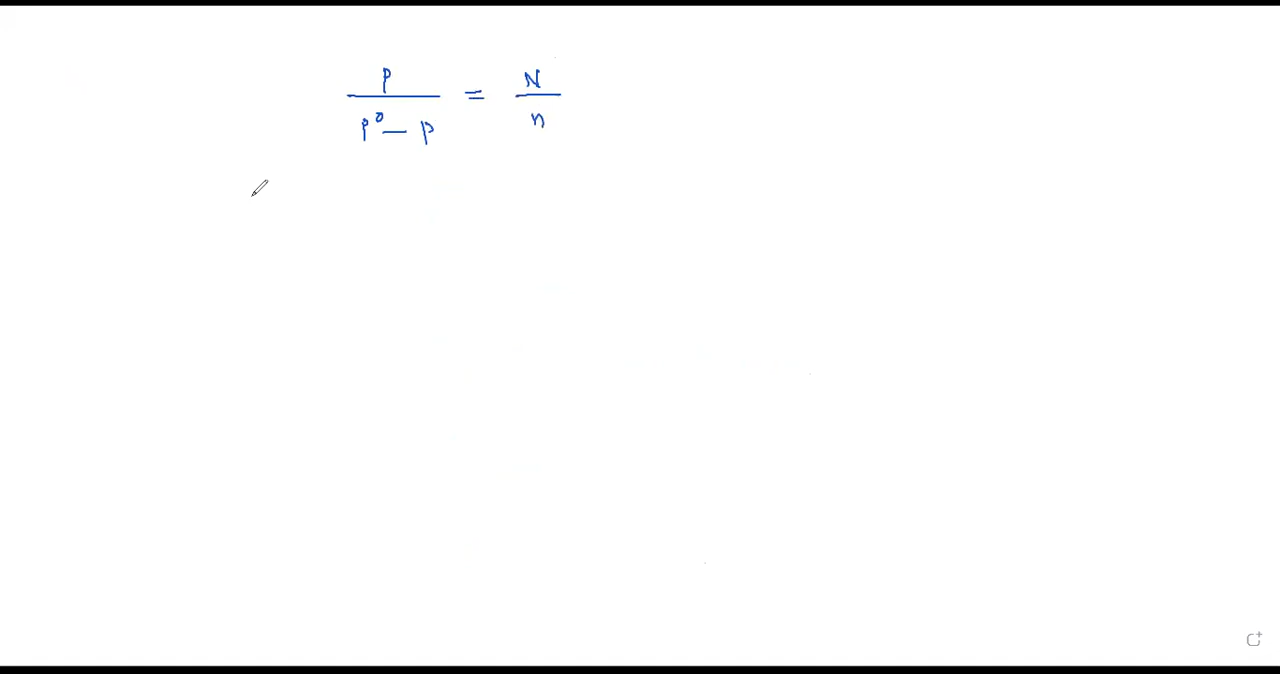 p / (p⁰ – p) = N / n